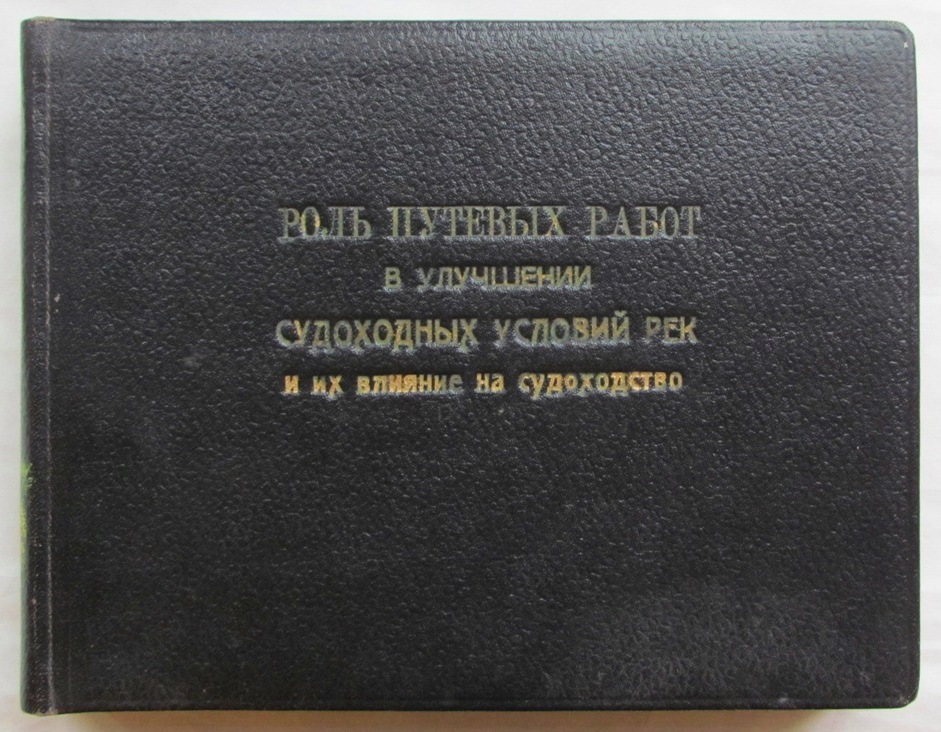 РОЛЬ ПУТЕВЫХ РАБОТ
В УЛУЧШЕНИИ
СУДОХОДНЫХ УСЛОВИЙ РЕК
И ИХ ВЛИЯНИЕ НА СУДОХОДСТВО